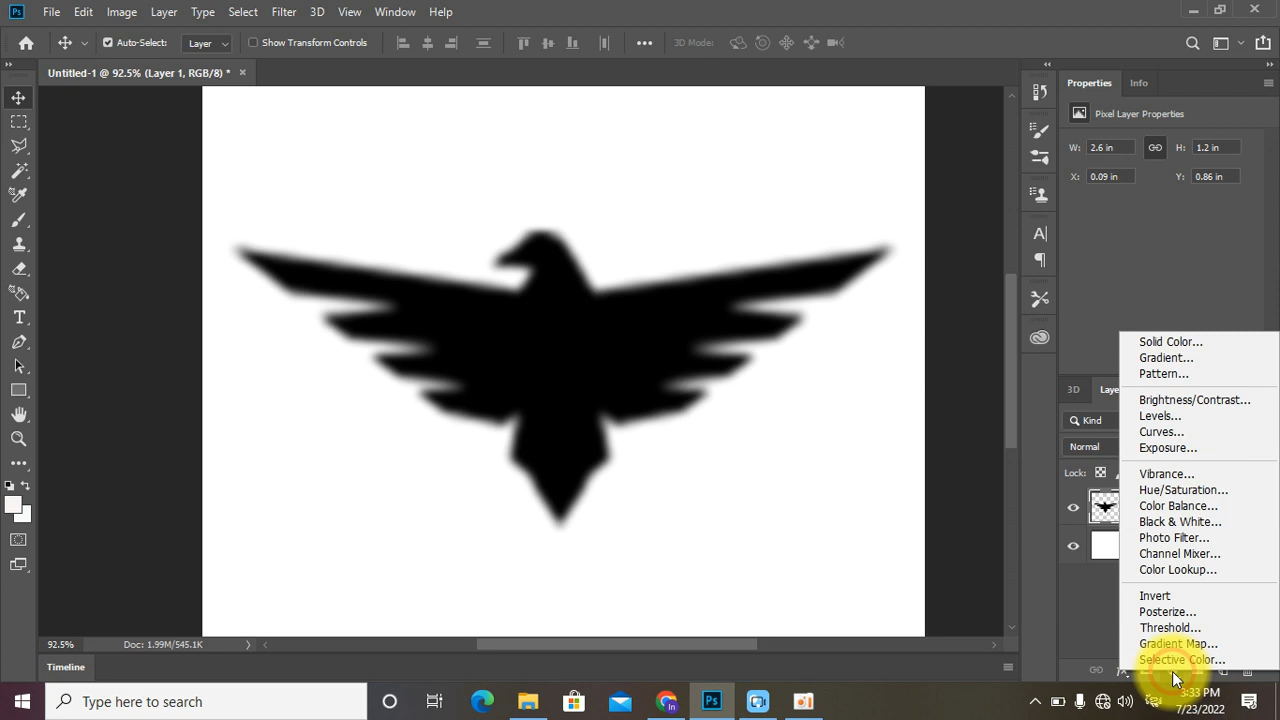 File Edit Image Layer Type Select Filter 3D View Window Help
Auto-Select: Layer Show Transform Controls 3D Mode:
Untitled-1 @ 92.5% (Layer 1, RGB/8) *
Properties Info
Pixel Layer Properties
W: 2.6 in H: 1.2 in
X: 0.09 in Y: 0.86 in
Solid Color...
Gradient...
Pattern...
3D
Brightness/Contrast...
Levels...
Kind
Curves...
Normal
Exposure...
Lock:
Vibrance...
Hue/Saturation...
Color Balance...
Black & White...
Photo Filter...
Channel Mixer...
Color Lookup...
Invert
Posterize...
Threshold...
Gradient Map...
Selective Color...
92.5% Doc: 1.99M/545.1K
Timeline
Type here to search
3:33 PM
7/23/2022